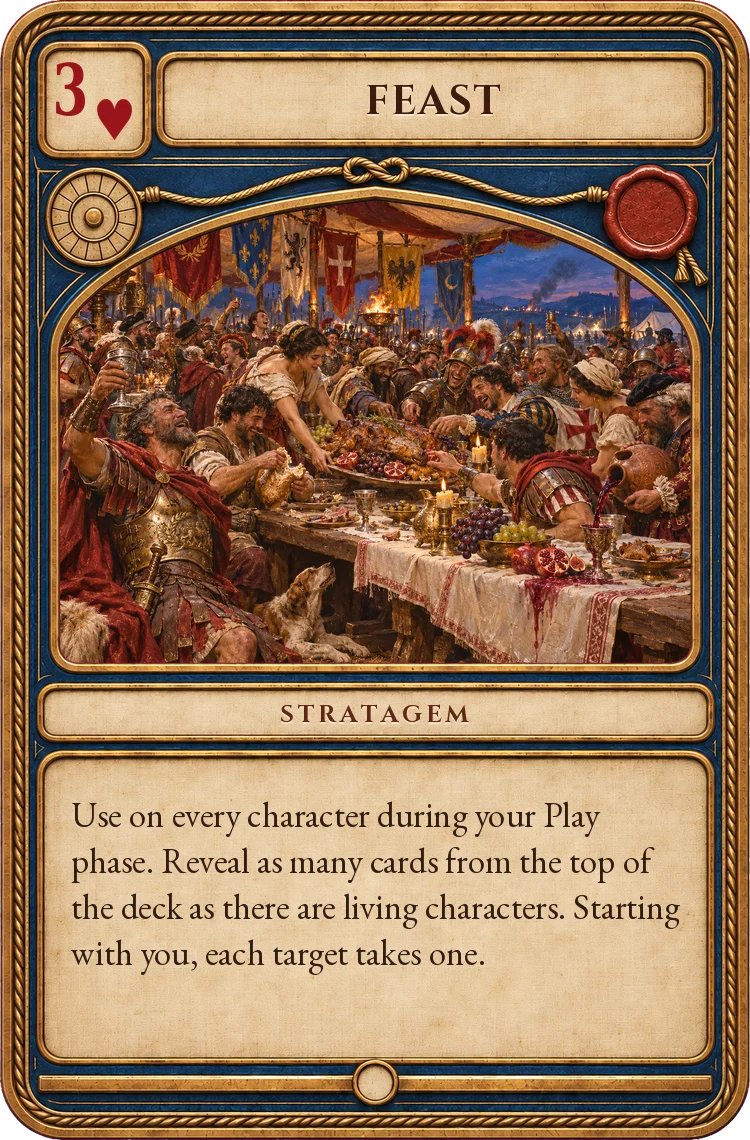 3♥
FEAST
STRATAGEM
Use on every character during your Play
phase. Reveal as many cards from the top of
the deck as there are living characters. Starting
with you, each target takes one.